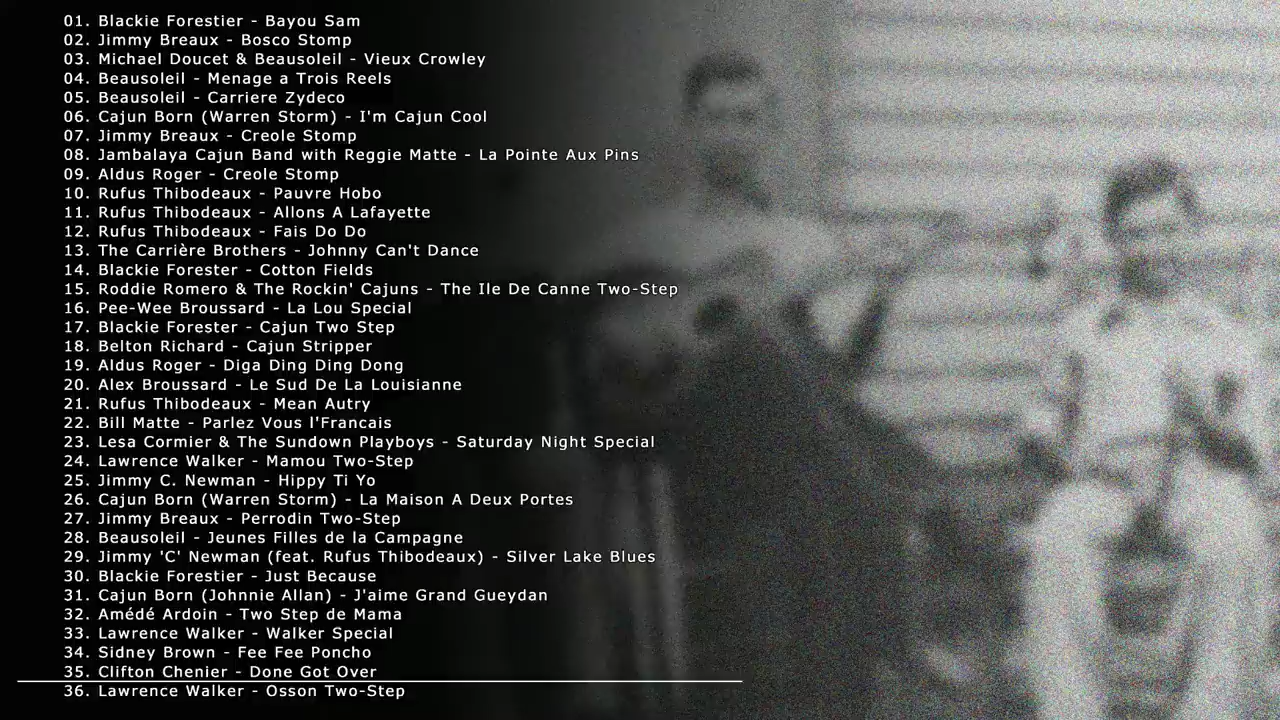 01. Blackie Forestier - Bayou Sam
02. Jimmy Breaux - Bosco Stomp
03. Michael Doucet & Beausoleil - Vieux Crowley
04. Beausoleil - Menage a Trois Reels
05. Beausoleil - Carriere Zydeco
06. Cajun Born (Warren Storm) - I'm Cajun Cool
07. Jimmy Breaux - Creole Stomp
08. Jambalaya Cajun Band with Reggie Matte - La Pointe Aux Pins
09. Aldus Roger - Creole Stomp
10. Rufus Thibodeaux - Pauvre Hobo
11. Rufus Thibodeaux - Allons A Lafayette
12. Rufus Thibodeaux - Fais Do Do
13. The Carrière Brothers - Johnny Can't Dance
14. Blackie Forester - Cotton Fields
15. Roddie Romero & The Rockin' Cajuns - The Ile De Canne Two-Step
16. Pee-Wee Broussard - La Lou Special
17. Blackie Forester - Cajun Two Step
18. Belton Richard - Cajun Stripper
19. Aldus Roger - Diga Ding Ding Dong
20. Alex Broussard - Le Sud De La Louisianne
21. Rufus Thibodeaux - Mean Autry
22. Bill Matte - Parlez Vous l'Francais
23. Lesa Cormier & The Sundown Playboys - Saturday Night Special
24. Lawrence Walker - Mamou Two-Step
25. Jimmy C. Newman - Hippy Ti Yo
26. Cajun Born (Warren Storm) - La Maison A Deux Portes
27. Jimmy Breaux - Perrodin Two-Step
28. Beausoleil - Jeunes Filles de la Campagne
29. Jimmy 'C' Newman (feat. Rufus Thibodeaux) - Silver Lake Blues
30. Blackie Forestier - Just Because
31. Cajun Born (Johnnie Allan) - J'aime Grand Gueydan
32. Amédé Ardoin - Two Step de Mama
33. Lawrence Walker - Walker Special
34. Sidney Brown - Fee Fee Poncho
35. Clifton Chenier - Done Got Over
36. Lawrence Walker - Osson Two-Step